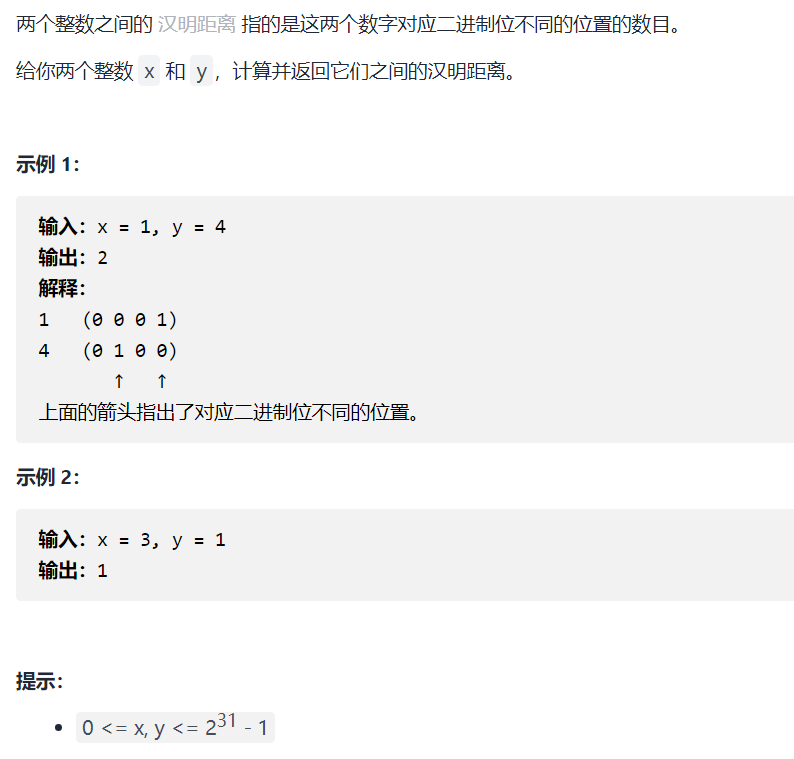 两个整数之间的 汉明距离 指的是这两个数字对应二进制位不同的位置的数目。
给你两个整数 x 和 y，计算并返回它们之间的汉明距离。
示例 1：
输入：x = 1, y = 4
输出：2
解释：
1   (0 0 0 1)
4   (0 1 0 0)
       ↑   ↑
上面的箭头指出了对应二进制位不同的位置。
示例 2：
输入：x = 3, y = 1
输出：1
提示：
• 0 <= x, y <= 2³¹ - 1